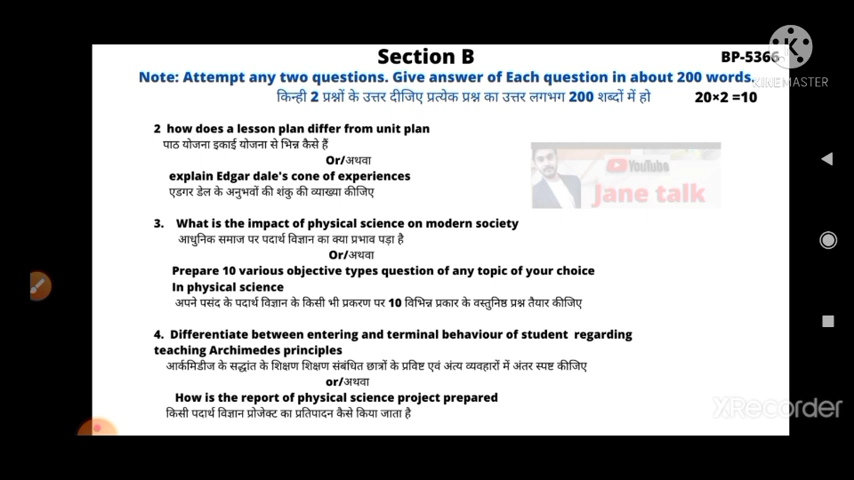 Section B
BP-5366
KINEMASTER
Note: Attempt any two questions. Give answer of Each question in about 200 words.
किन्ही 2 प्रश्नों के उत्तर दीजिए प्रत्येक प्रश्न का उत्तर लगभग 200 शब्दों में हो 20×2 =10
2 how does a lesson plan differ from unit plan
पाठ योजना इकाई योजना से भिन्न कैसे हैं
Or/अथवा
explain Edgar dale's cone of experiences
एडगर डेल के अनुभवों की शंकु की व्याख्या कीजिए
YouTube
Jane talk
3. What is the impact of physical science on modern society
आधुनिक समाज पर पदार्थ विज्ञान का क्या प्रभाव पड़ा है
Or/अथवा
Prepare 10 various objective types question of any topic of your choice
In physical science
अपने पसंद के पदार्थ विज्ञान के किसी भी प्रकरण पर 10 विभिन्न प्रकार के वस्तुनिष्ठ प्रश्न तैयार कीजिए
4. Differentiate between entering and terminal behaviour of student regarding
teaching Archimedes principles
आर्कमिडीज के सद्धांत के शिक्षण शिक्षण संबंधित छात्रों के प्रविष्ट एवं अंत्य व्यवहारों में अंतर स्पष्ट कीजिए
or/अथवा
How is the report of physical science project prepared
किसी पदार्थ विज्ञान प्रोजेक्ट का प्रतिपादन कैसे किया जाता है
XRecorder